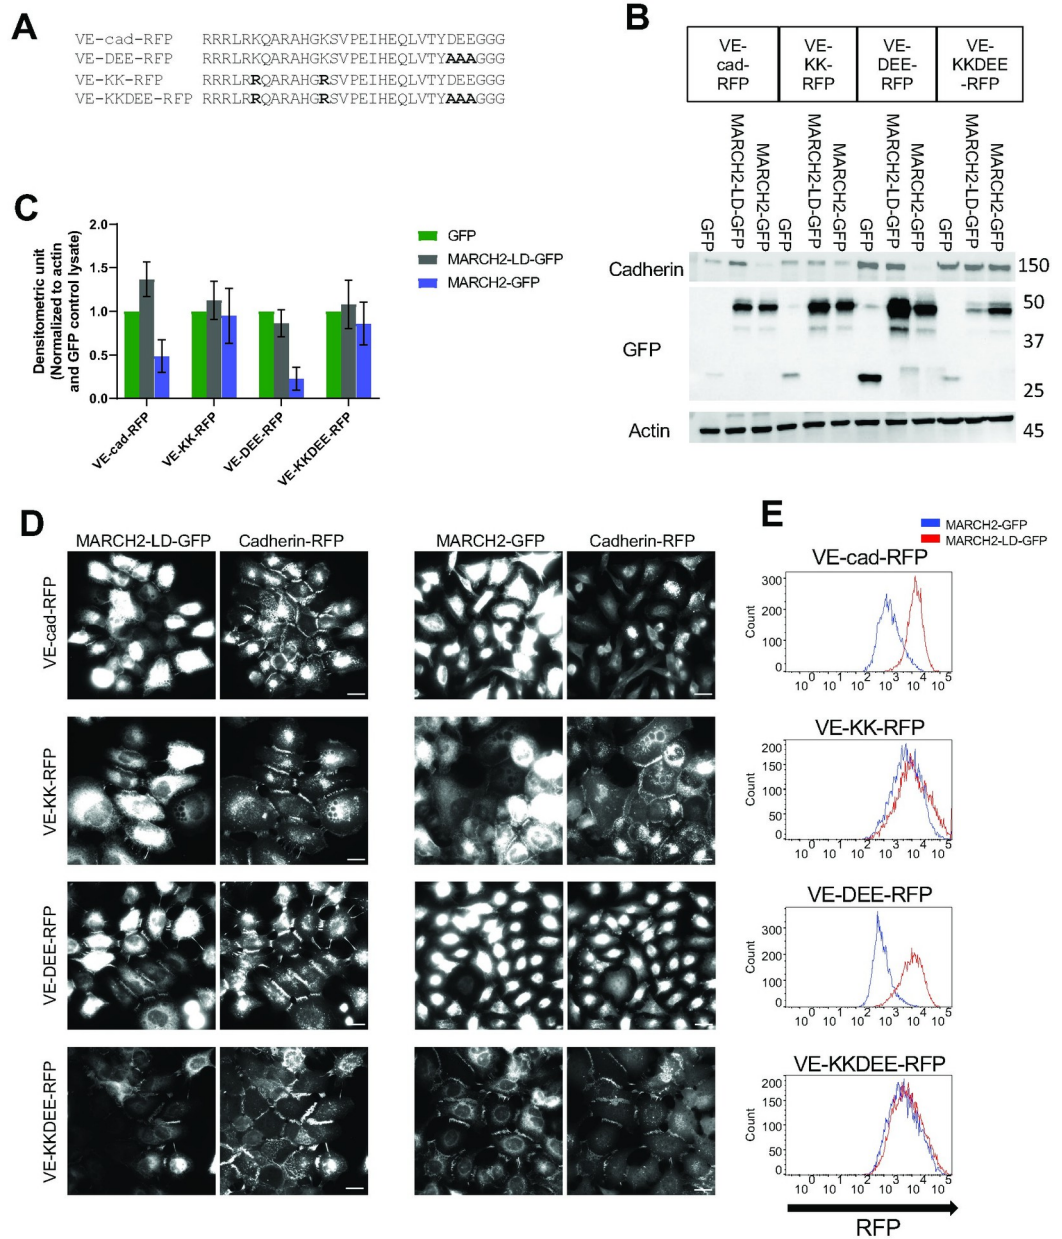 A
VE-cad-RFP RRRLRKQARAHGKSVPEIHEQLVTYDEEGGG
VE-DEE-RFP RRRLRKQARAHGKSVPEIHEQLVTYAAAGGG
VE-KK-RFP RRRLRRQARAHGRSVPEIHEQLVTYDEEGGG
VE-KKDEE-RFP RRRLRRQARAHGRSVPEIHEQLVTYAAAGGG
B
VE-
cad-
RFP
VE-
KK-
RFP
VE-
DEE-
RFP
VE-
KKDEE
-RFP
GFP
MARCH2-LD-GFP
MARCH2-GFP
GFP
MARCH2-LD-GFP
MARCH2-GFP
GFP
MARCH2-LD-GFP
MARCH2-GFP
GFP
MARCH2-LD-GFP
MARCH2-GFP
Cadherin
150
GFP
50
37
25
Actin
45
C
Densitometric unit
(Normalized to actin
and GFP control lysate)
2.0
1.5
1.0
0.5
0.0
VE-cad-RFP
VE-KK-RFP
VE-DEE-RFP
VE-KKDEE-RFP
GFP
MARCH2-LD-GFP
MARCH2-GFP
D
MARCH2-LD-GFP Cadherin-RFP MARCH2-GFP Cadherin-RFP
VE-cad-RFP
VE-KK-RFP
VE-DEE-RFP
VE-KKDEE-RFP
E
MARCH2-GFP
MARCH2-LD-GFP
VE-cad-RFP
Count
300
200
100
0
10 0 10 1 10 2 10 3 10 4 10 5
VE-KK-RFP
Count
200
150
100
50
0
10 0 10 1 10 2 10 3 10 4 10 5
VE-DEE-RFP
Count
300
200
100
0
10 0 10 1 10 2 10 3 10 4 10 5
VE-KKDEE-RFP
Count
200
150
100
50
0
10 0 10 1 10 2 10 3 10 4 10 5
RFP